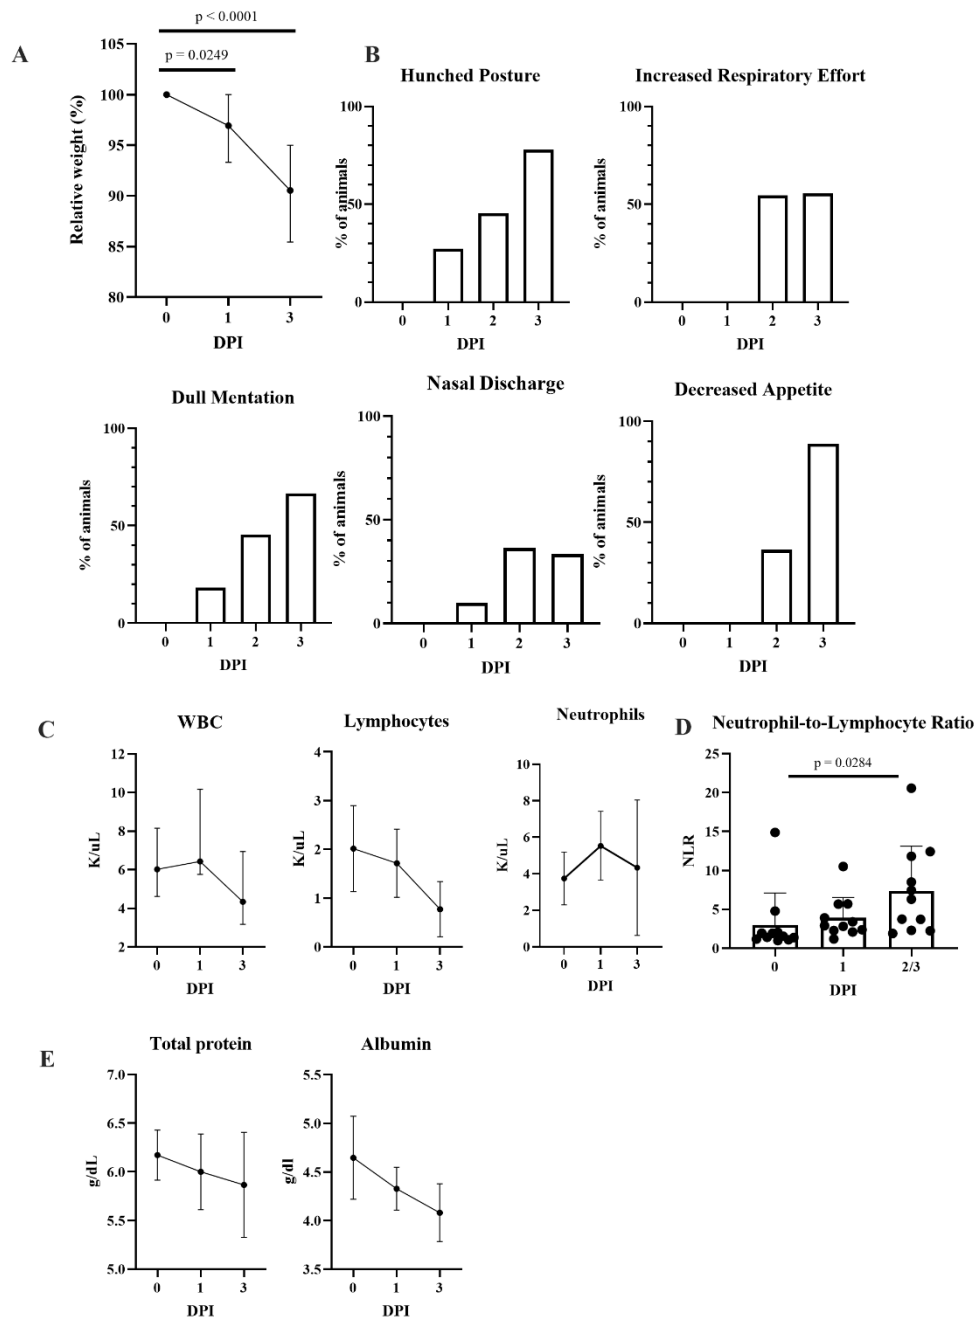 A
p < 0.0001
p = 0.0249
Relative weight (%)
105
100
95
90
85
80
0 1 3
DPI
B
Hunched Posture
% of animals
100
50
0
0 1 2 3
DPI
Increased Respiratory Effort
% of animals
100
50
0
0 1 2 3
DPI
Dull Mentation
% of animals
100
50
0
0 1 2 3
DPI
Nasal Discharge
% of animals
100
50
0
0 1 2 3
DPI
Decreased Appetite
% of animals
100
50
0
0 1 2 3
DPI
C
WBC
K/uL
12
10
8
6
4
2
0 1 3
DPI
Lymphocytes
K/uL
4
3
2
1
0
0 1 3
DPI
Neutrophils
K/uL
10
8
6
4
2
0
0 1 3
DPI
D
Neutrophil-to-Lymphocyte Ratio
p = 0.0284
NLR
25
20
15
10
5
0
0 1 2/3
DPI
E
Total protein
g/dL
7.0
6.5
6.0
5.5
5.0
0 1 3
DPI
Albumin
g/dl
5.5
5.0
4.5
4.0
3.5
0 1 3
DPI